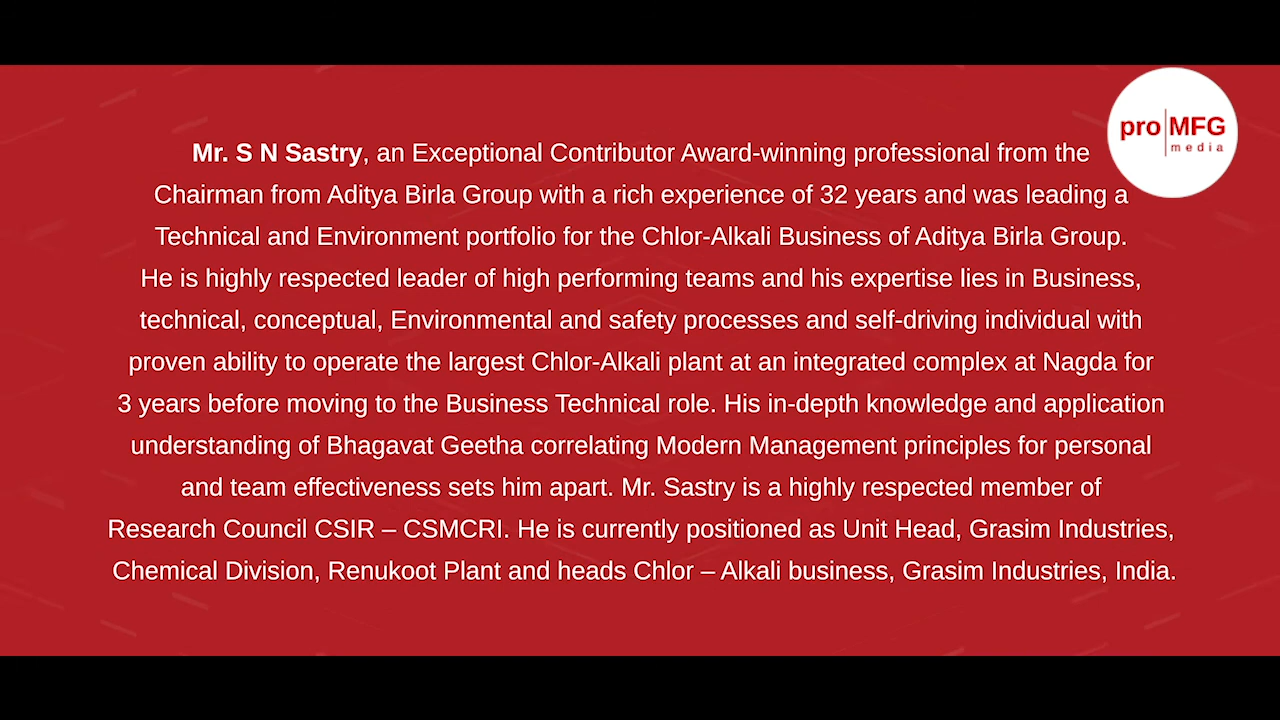 pro MFG
media
Mr. S N Sastry, an Exceptional Contributor Award-winning professional from the
Chairman from Aditya Birla Group with a rich experience of 32 years and was leading a
Technical and Environment portfolio for the Chlor-Alkali Business of Aditya Birla Group.
He is highly respected leader of high performing teams and his expertise lies in Business,
technical, conceptual, Environmental and safety processes and self-driving individual with
proven ability to operate the largest Chlor-Alkali plant at an integrated complex at Nagda for
3 years before moving to the Business Technical role. His in-depth knowledge and application
understanding of Bhagavat Geetha correlating Modern Management principles for personal
and team effectiveness sets him apart. Mr. Sastry is a highly respected member of
Research Council CSIR – CSMCRI. He is currently positioned as Unit Head, Grasim Industries,
Chemical Division, Renukoot Plant and heads Chlor – Alkali business, Grasim Industries, India.